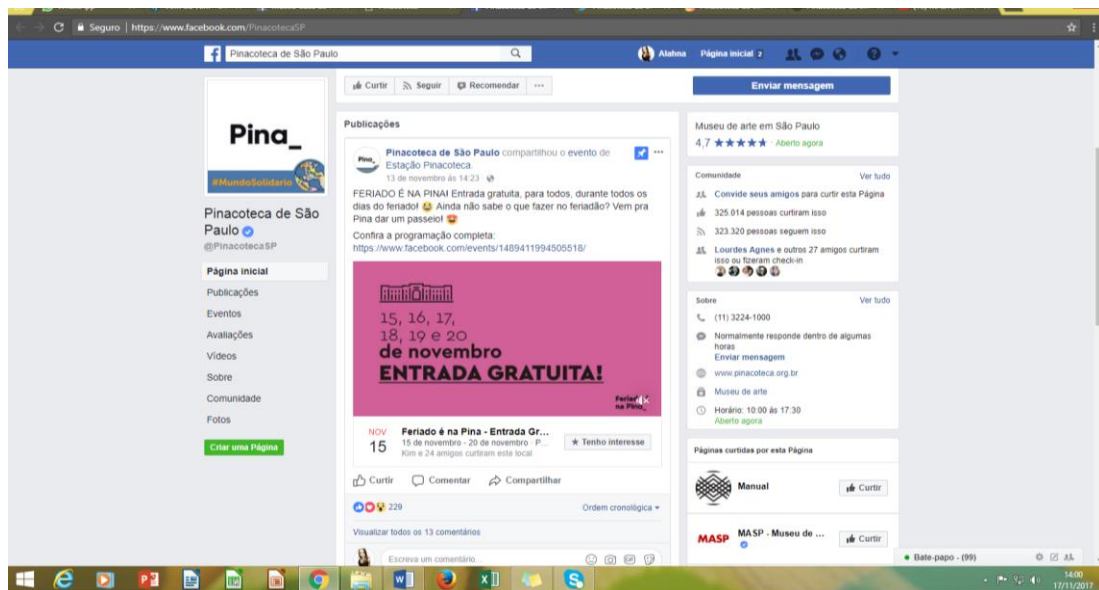 Seguro | https://www.facebook.com/PinacotecaSP
Pinacoteca de São Paulo
Alahna
Página inicial 2
Curtir
Seguir
Recomendar
Enviar mensagem
Pina_
#MundoSolidario
Pinacoteca de São
Paulo
@PinacotecaSP
Página inicial
Publicações
Eventos
Avaliações
Vídeos
Sobre
Comunidade
Fotos
Criar uma Página
Publicações
Pina_
Pinacoteca de São Paulo compartilhou o evento de
Estação Pinacoteca.
13 de novembro às 14:23
FERIADO É NA PINA! Entrada gratuita, para todos, durante todos os
dias do feriado! Ainda não sabe o que fazer no feriadão? Vem pra
Pina dar um passeio!
Confira a programação completa:
https://www.facebook.com/events/1489411994505518/
15, 16, 17,
18, 19 e 20
de novembro
ENTRADA GRATUITA!
na Pina_
NOV
15
Feriado é na Pina - Entrada Gr...
15 de novembro - 20 de novembro · P...
Kim e 24 amigos curtiram este local
Tenho interesse
Curtir
Comentar
Compartilhar
229
Ordem cronológica
Visualizar todos os 13 comentários
Escreva um comentário...
Museu de arte em São Paulo
4,7 ★★★★★ · Aberto agora
Comunidade
Ver tudo
Convide seus amigos para curtir esta Página
325.014 pessoas curtiram isso
323.320 pessoas seguem isso
Lourdes Agnes e outros 27 amigos curtiram
isso ou fizeram check-in
Sobre
Ver tudo
(11) 3224-1000
Normalmente responde dentro de algumas
horas
Enviar mensagem
www.pinacoteca.org.br
Museu de arte
Horário: 10:00 às 17:30
Aberto agora
Páginas curtidas por esta Página
Manual
Curtir
MASP
MASP - Museu de ...
Curtir
Bate-papo - (99)
14:00
17/11/2017